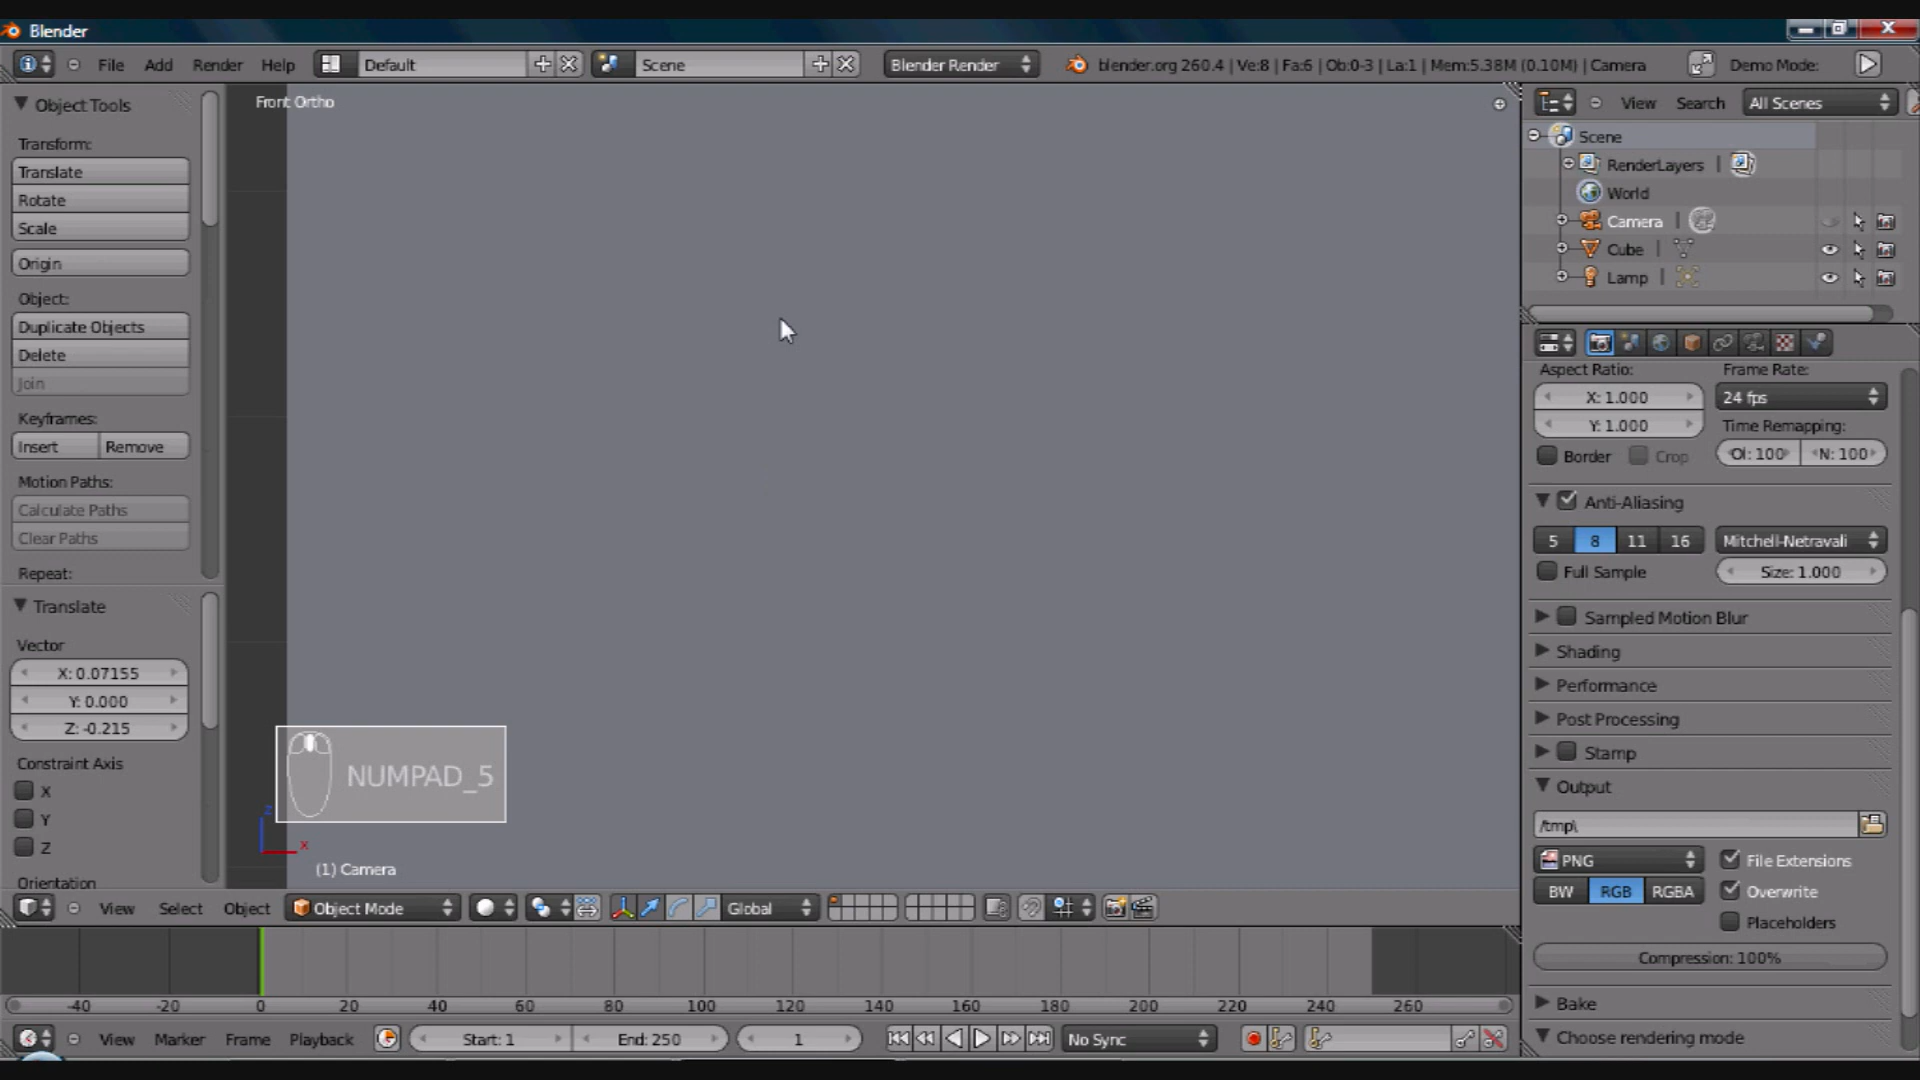 Blender
File Add Render Help Default Scene Blender Render blender.org 260.4 | Ve:8 | Fa:6 | Ob:0-3 | La:1 | Mem:5.38M (0.10M) | Camera Demo Mode:
Object Tools
Transform:
Translate
Rotate
Scale
Origin
Object:
Duplicate Objects
Delete
Join
Keyframes:
Insert Remove
Motion Paths:
Calculate Paths
Clear Paths
Repeat:
Translate
Vector
X: 0.07155
Y: 0.000
Z: -0.215
Constraint Axis
X
Y
Z
Orientation
Front Ortho
NUMPAD_5
z
x
(1) Camera
View Select Object Object Mode Global
-40 -20 0 20 40 60 80 100 120 140 160 180 200 220 240 260
View Marker Frame Playback Start: 1 End: 250 1 No Sync
View Search All Scenes
Scene
RenderLayers |
World
Camera |
Cube |
Lamp |
Aspect Ratio: Frame Rate:
X: 1.000 24 fps
Y: 1.000 Time Remapping:
Border Crop Ol: 100 N: 100
Anti-Aliasing
5 8 11 16 Mitchell-Netravali
Full Sample Size: 1.000
Sampled Motion Blur
Shading
Performance
Post Processing
Stamp
Output
/tmp\
PNG File Extensions
BW RGB RGBA Overwrite
Placeholders
Compression: 100%
Bake
Choose rendering mode